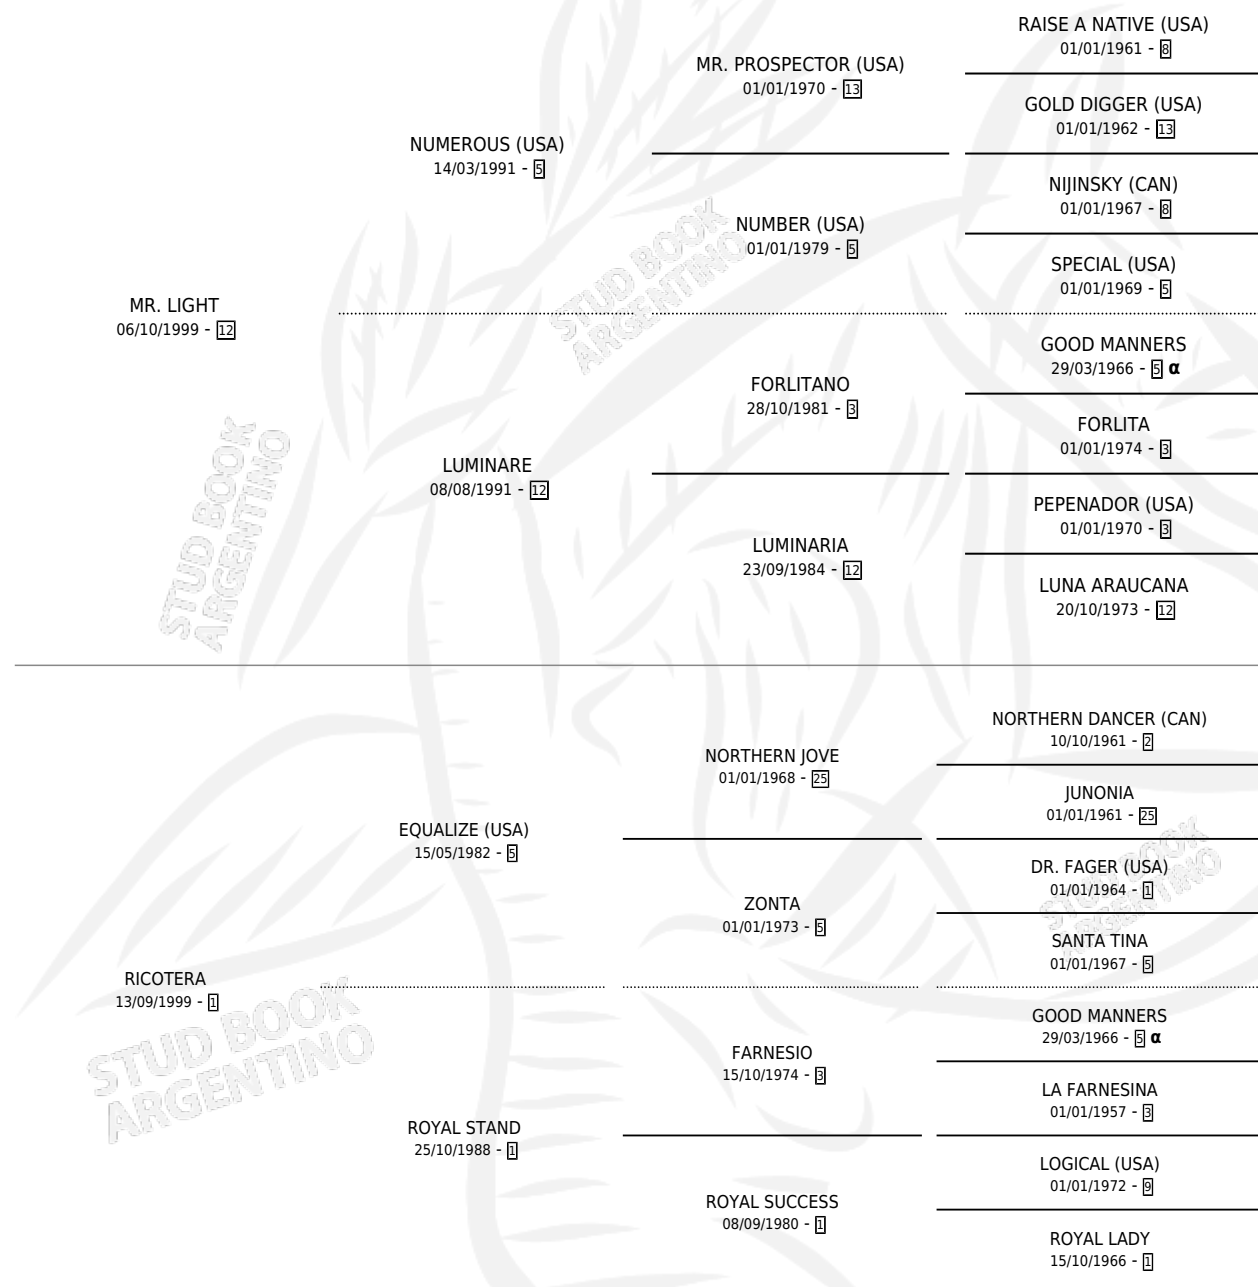 RAISE A NATIVE (USA)
01/01/1961 - 8
MR. PROSPECTOR (USA)
01/01/1970 - 13
GOLD DIGGER (USA)
01/01/1962 - 13
NUMEROUS (USA)
14/03/1991 - 5
NIJINSKY (CAN)
01/01/1967 - 8
NUMBER (USA)
01/01/1979 - 5
SPECIAL (USA)
01/01/1969 - 5
MR. LIGHT
06/10/1999 - 12
GOOD MANNERS
29/03/1966 - 5 α
FORLITANO
28/10/1981 - 3
FORLITA
01/01/1974 - 3
LUMINARE
08/08/1991 - 12
PEPENADOR (USA)
01/01/1970 - 3
LUMINARIA
23/09/1984 - 12
LUNA ARAUCANA
20/10/1973 - 12
NORTHERN DANCER (CAN)
10/10/1961 - 2
NORTHERN JOVE
01/01/1968 - 25
JUNONIA
01/01/1961 - 25
EQUALIZE (USA)
15/05/1982 - 5
DR. FAGER (USA)
01/01/1964 - 1
ZONTA
01/01/1973 - 5
SANTA TINA
01/01/1967 - 5
RICOTERA
13/09/1999 - 1
GOOD MANNERS
29/03/1966 - 5 α
FARNESIO
15/10/1974 - 3
LA FARNESINA
01/01/1957 - 3
ROYAL STAND
25/10/1988 - 1
LOGICAL (USA)
01/01/1972 - 9
ROYAL SUCCESS
08/09/1980 - 1
ROYAL LADY
15/10/1966 - 1
STUD BOOK
ARGENTINO
STUD BOOK
ARGENTINO
STUD BOOK
ARGENTINO
STUD BOOK
ARGENTINO